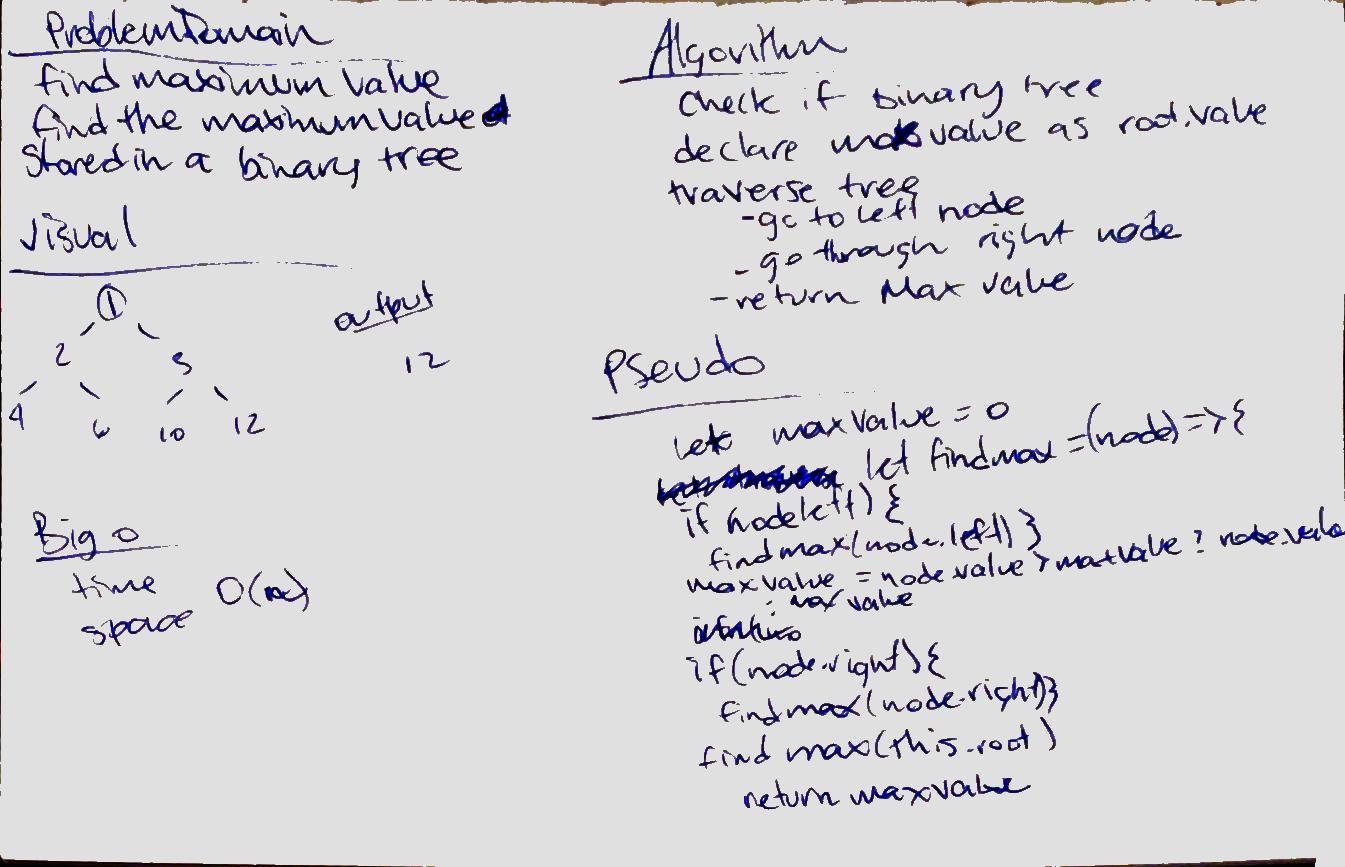 Problem Domain
find maximum value
find the maximum value
stored in a binary tree
Visual
1
2 3
4 6 10 12
output
12
Big O
time
space O(n)
Algorithm
Check if binary tree
declare max value as root.value
traverse tree
- go to left node
- go through right node
- return Max value
Pseudo
let maxvalue = 0
let findmax = (node) => {
if node left) {
findmax(node.left) }
maxvalue = node.value > maxvalue ? node.value
: maxvalue
if (node.right) {
findmax(node.right)}
find max(this.root)
return maxvalue